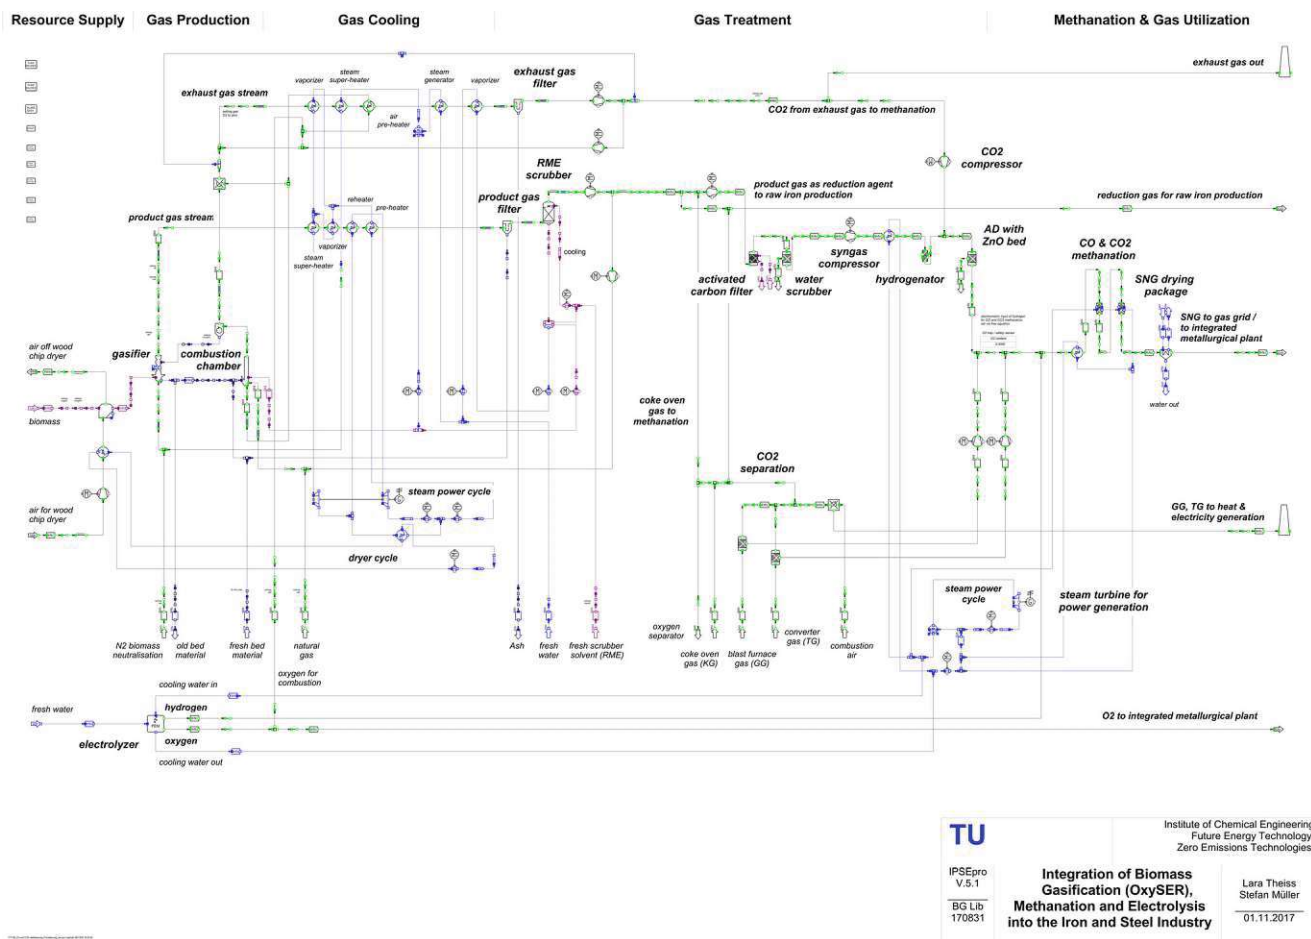 Resource Supply
Gas Production
Gas Cooling
Gas Treatment
Methanation & Gas Utilization
exhaust gas stream
vaporizer
steam
super-heater
steam
generator
vaporizer
exhaust gas
filter
exhaust gas out
air
pre-heater
CO2 from exhaust gas to methanation
CO2
compressor
RME
scrubber
product gas
filter
product gas as reduction agent
to raw iron production
reduction gas for raw iron production
product gas stream
reheater
pre-heater
vaporizer
steam
super-heater
cooling
activated
carbon filter
water
scrubber
syngas
compressor
hydrogenator
AD with
ZnO bed
CO & CO2
methanation
SNG drying
package
SNG to gas grid /
to integrated
metallurgical plant
water out
air off wood
chip dryer
gasifier
combustion
chamber
biomass
air for wood
chip dryer
coke oven
gas to
methanation
CO2
separation
steam power cycle
dryer cycle
GG, TG to heat &
electricity generation
steam power
cycle
steam turbine for
power generation
N2 biomass
neutralisation
old bed
material
fresh bed
material
natural
gas
oxygen for
combustion
Ash
fresh
water
fresh scrubber
solvent (RME)
oxygen
separator
coke oven
gas (KG)
blast furnace
gas (GG)
converter
gas (TG)
combustion
air
cooling water in
fresh water
hydrogen
electrolyzer
oxygen
cooling water out
O2 to integrated metallurgical plant
TU
Institute of Chemical Engineering
Future Energy Technology
Zero Emissions Technologies
IPSEpro
V.5.1
BG Lib
170831
Integration of Biomass
Gasification (OxySER),
Methanation and Electrolysis
into the Iron and Steel Industry
Lara Theiss
Stefan Müller
01.11.2017